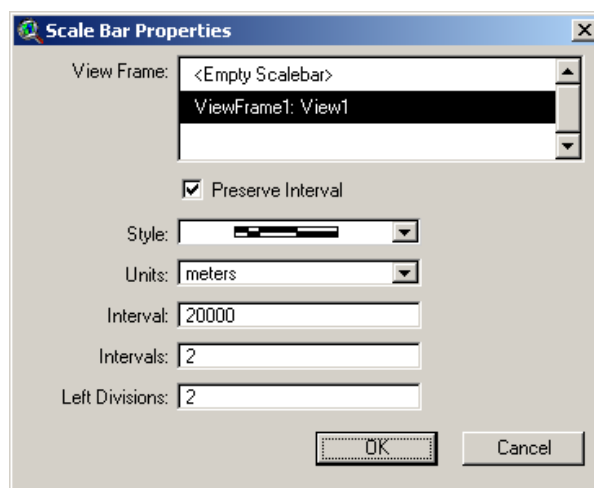 Scale Bar Properties
View Frame:
<Empty Scalebar>
ViewFrame1: View1
Preserve Interval
Style:
Units: meters
Interval: 20000
Intervals: 2
Left Divisions: 2
OK Cancel